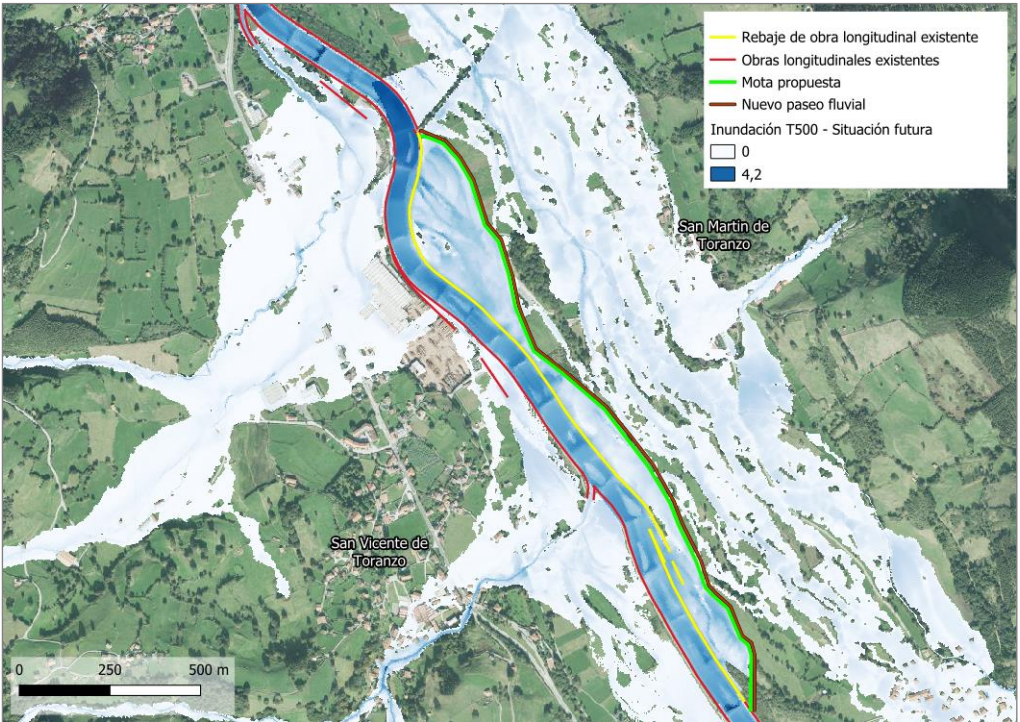 Rebaje de obra longitudinal existente
Obras longitudinales existentes
Mota propuesta
Nuevo paseo fluvial
Inundación T500 - Situación futura
0
4,2
San Martin de
Toranzo
San Vicente de
Toranzo
0 250 500 m